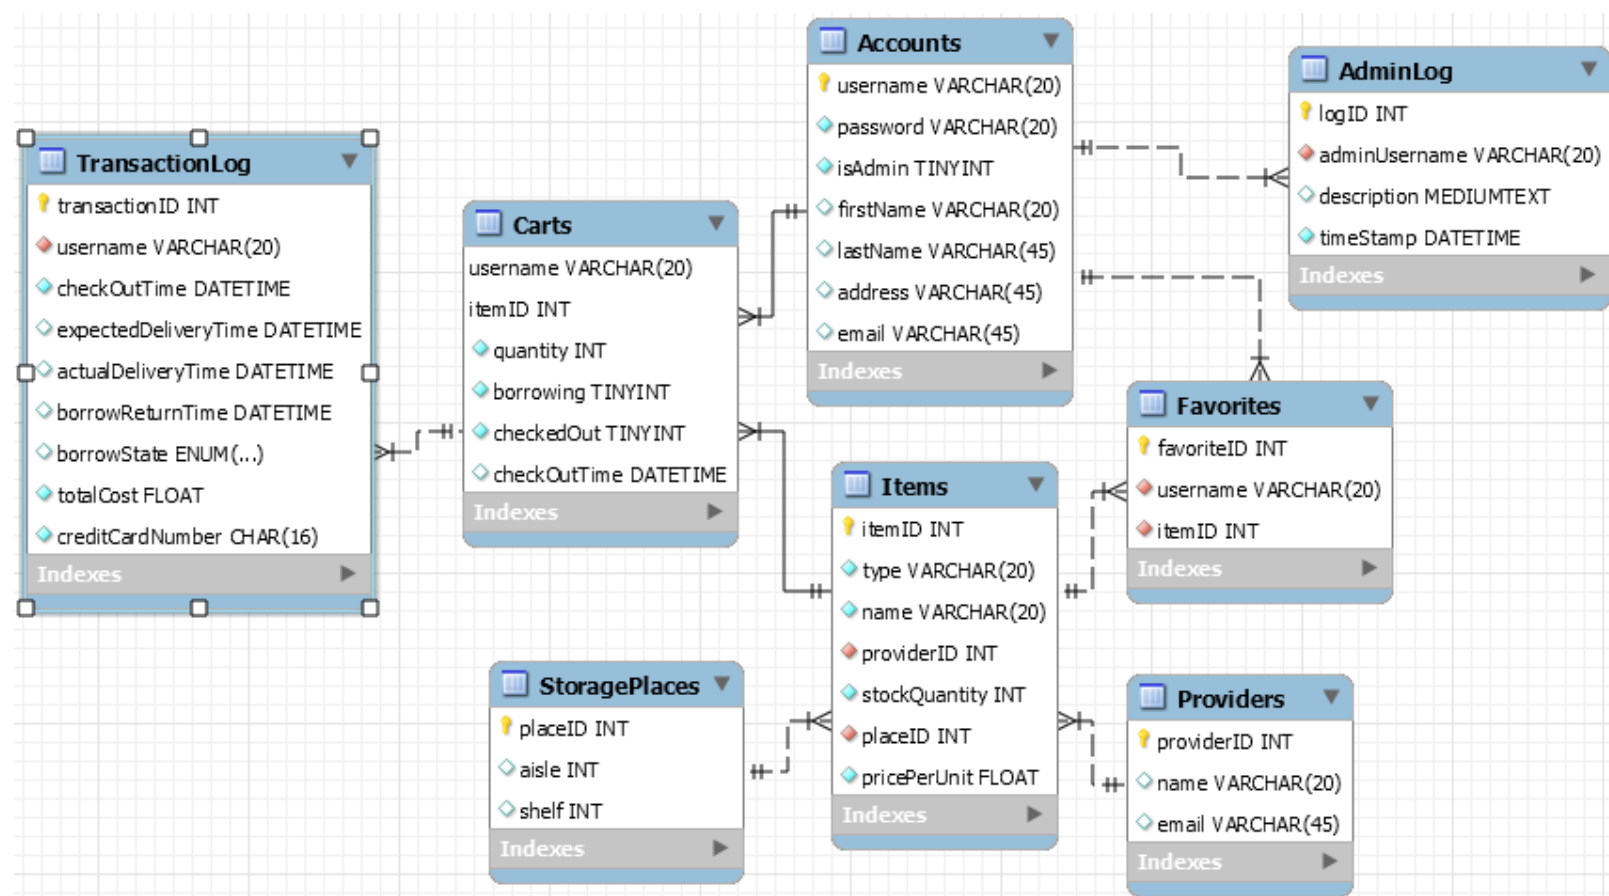 TransactionLog
transactionID INT
username VARCHAR(20)
checkOutTime DATETIME
expectedDeliveryTime DATETIME
actualDeliveryTime DATETIME
borrowReturnTime DATETIME
borrowState ENUM(...)
totalCost FLOAT
creditCardNumber CHAR(16)
Indexes
Carts
username VARCHAR(20)
itemID INT
quantity INT
borrowing TINYINT
checkedOut TINYINT
checkOutTime DATETIME
Indexes
Accounts
username VARCHAR(20)
password VARCHAR(20)
isAdmin TINYINT
firstName VARCHAR(20)
lastName VARCHAR(45)
address VARCHAR(45)
email VARCHAR(45)
Indexes
AdminLog
logID INT
adminUsername VARCHAR(20)
description MEDIUMTEXT
timeStamp DATETIME
Indexes
Favorites
favoriteID INT
username VARCHAR(20)
itemID INT
Indexes
Items
itemID INT
type VARCHAR(20)
name VARCHAR(20)
providerID INT
stockQuantity INT
placeID INT
pricePerUnit FLOAT
Indexes
StoragePlaces
placeID INT
aisle INT
shelf INT
Indexes
Providers
providerID INT
name VARCHAR(20)
email VARCHAR(45)
Indexes